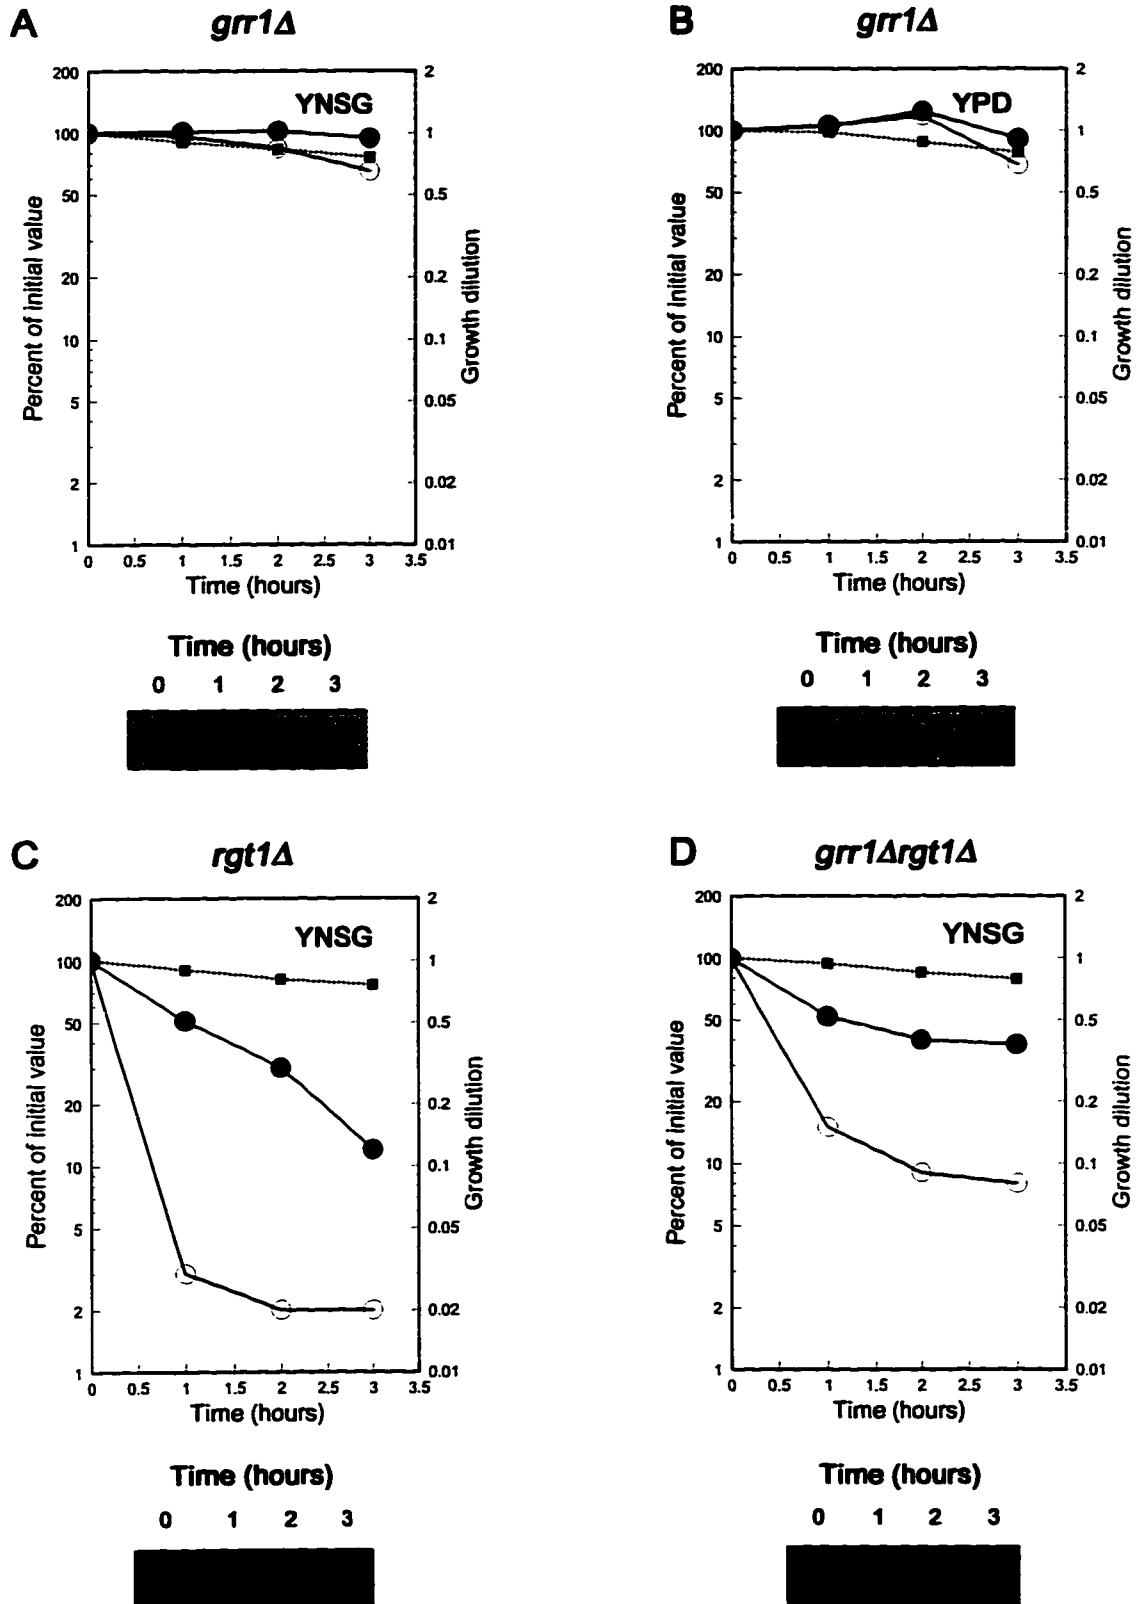 A
grr1Δ
YNSG
200
100
50
20
10
5
2
1
Percent of initial value
2
1
0.5
0.2
0.1
0.05
0.02
0.01
Growth dilution
0 0.5 1 1.5 2 2.5 3 3.5
Time (hours)
Time (hours)
0 1 2 3
B
grr1Δ
YPD
200
100
50
20
10
5
2
1
Percent of initial value
2
1
0.5
0.2
0.1
0.05
0.02
0.01
Growth dilution
0 0.5 1 1.5 2 2.5 3 3.5
Time (hours)
Time (hours)
0 1 2 3
C
rgt1Δ
YNSG
200
100
50
20
10
5
2
1
Percent of initial value
2
1
0.5
0.2
0.1
0.05
0.02
0.01
Growth dilution
0 0.5 1 1.5 2 2.5 3 3.5
Time (hours)
Time (hours)
0 1 2 3
D
grr1Δrgt1Δ
YNSG
200
100
50
20
10
5
2
1
Percent of initial value
2
1
0.5
0.2
0.1
0.05
0.02
0.01
Growth dilution
0 0.5 1 1.5 2 2.5 3 3.5
Time (hours)
Time (hours)
0 1 2 3